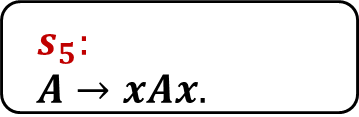 s₅:
A → xAx.